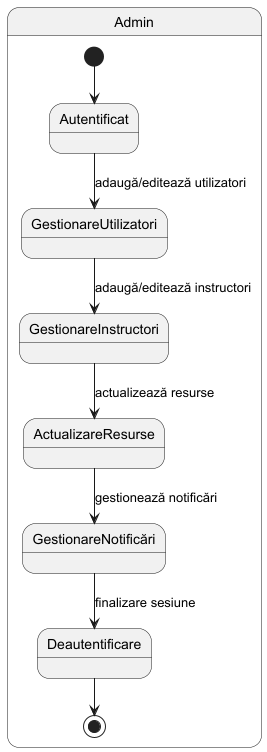 Admin
Autentificat
adaugă/editează utilizatori
GestionareUtilizatori
adaugă/editează instructori
GestionareInstructori
actualizează resurse
ActualizareResurse
gestionează notificări
GestionareNotificări
finalizare sesiune
Deautentificare